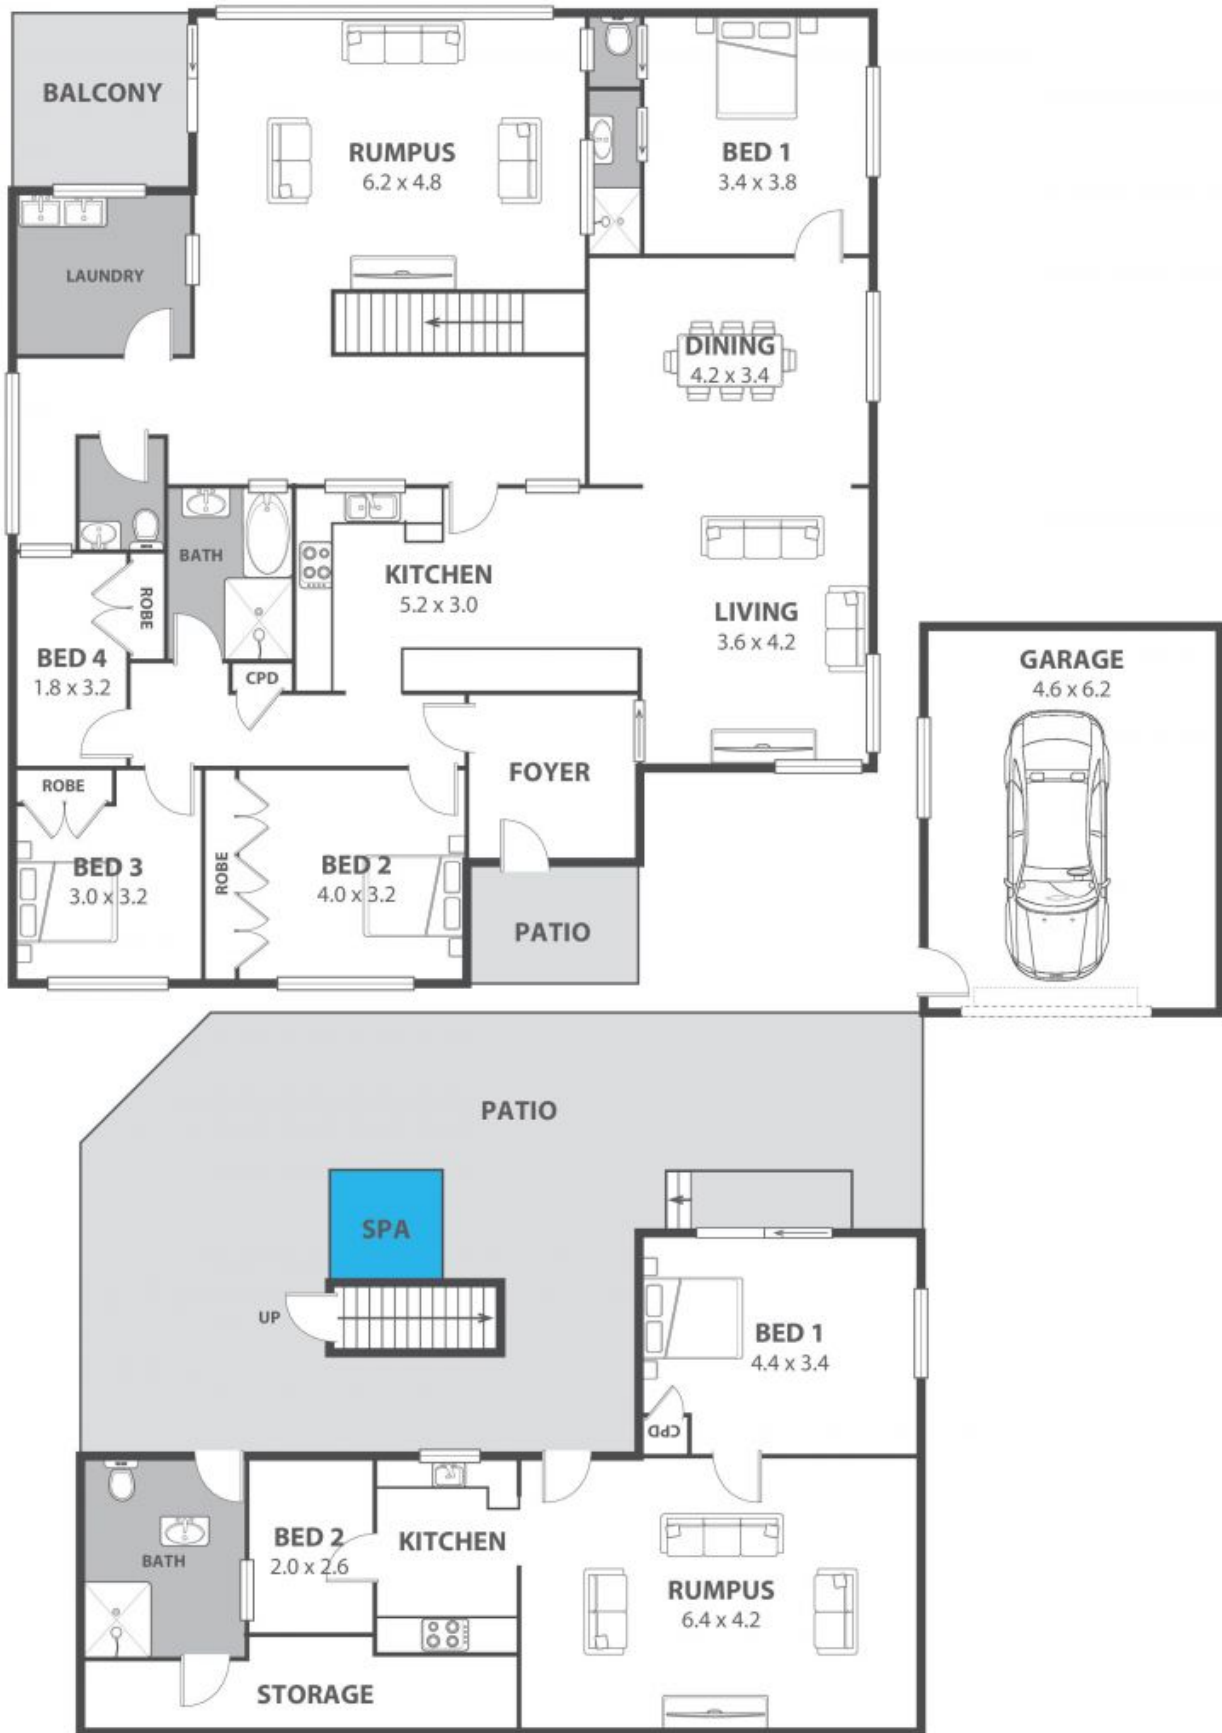 BALCONY
RUMPUS
6.2 x 4.8
BED 1
3.4 x 3.8
LAUNDRY
DINING
4.2 x 3.4
BATH
ROBE
KITCHEN
5.2 x 3.0
LIVING
3.6 x 4.2
BED 4
1.8 x 3.2
CPD
GARAGE
4.6 x 6.2
FOYER
ROBE
BED 3
3.0 x 3.2
ROBE
BED 2
4.0 x 3.2
PATIO
PATIO
SPA
UP
BED 1
4.4 x 3.4
CPD
BED 2
2.0 x 2.6
KITCHEN
BATH
RUMPUS
6.4 x 4.2
STORAGE